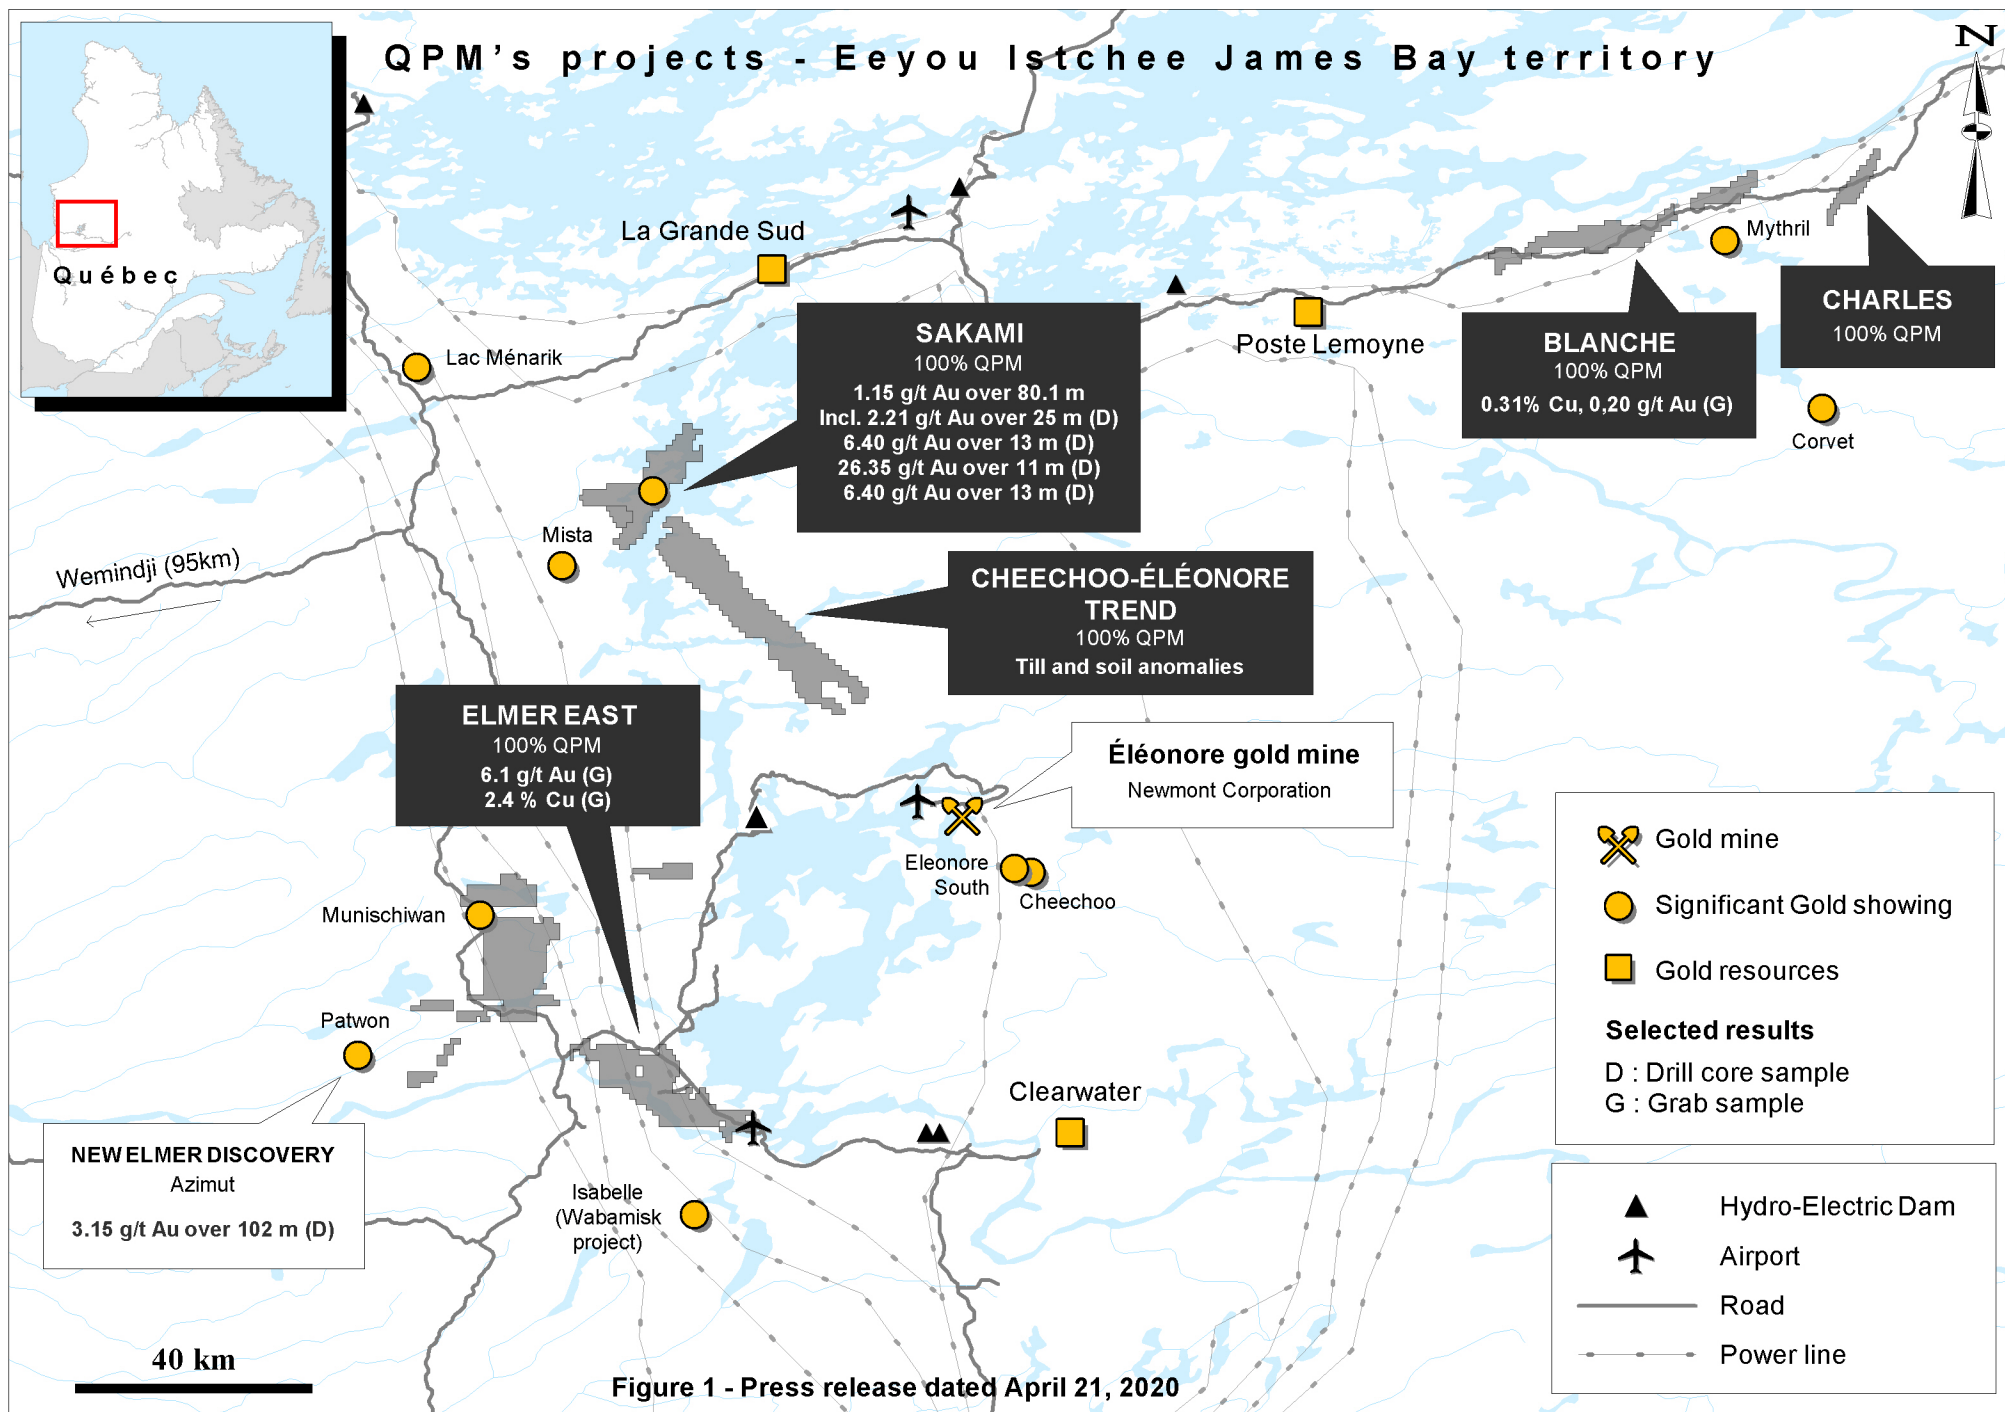 QPM's projects - Eeyou Istchee James Bay territory
N
Québec
La Grande Sud
Lac Ménarik
SAKAMI
100% QPM
1.15 g/t Au over 80.1 m
Incl. 2.21 g/t Au over 25 m (D)
6.40 g/t Au over 13 m (D)
26.35 g/t Au over 11 m (D)
6.40 g/t Au over 13 m (D)
Poste Lemoyne
BLANCHE
100% QPM
0.31% Cu, 0,20 g/t Au (G)
Mythril
CHARLES
100% QPM
Corvet
Mista
Wemindji (95km)
CHEECHOO-ÉLÉONORE
TREND
100% QPM
Till and soil anomalies
ELMER EAST
100% QPM
6.1 g/t Au (G)
2.4 % Cu (G)
Éléonore gold mine
Newmont Corporation
Eleonore
South
Cheechoo
Munischiwan
Patwon
NEW ELMER DISCOVERY
Azimut
3.15 g/t Au over 102 m (D)
Clearwater
Isabelle
(Wabamisk
project)
Gold mine
Significant Gold showing
Gold resources
Selected results
D : Drill core sample
G : Grab sample
Hydro-Electric Dam
Airport
Road
Power line
40 km
Figure 1 - Press release dated April 21, 2020